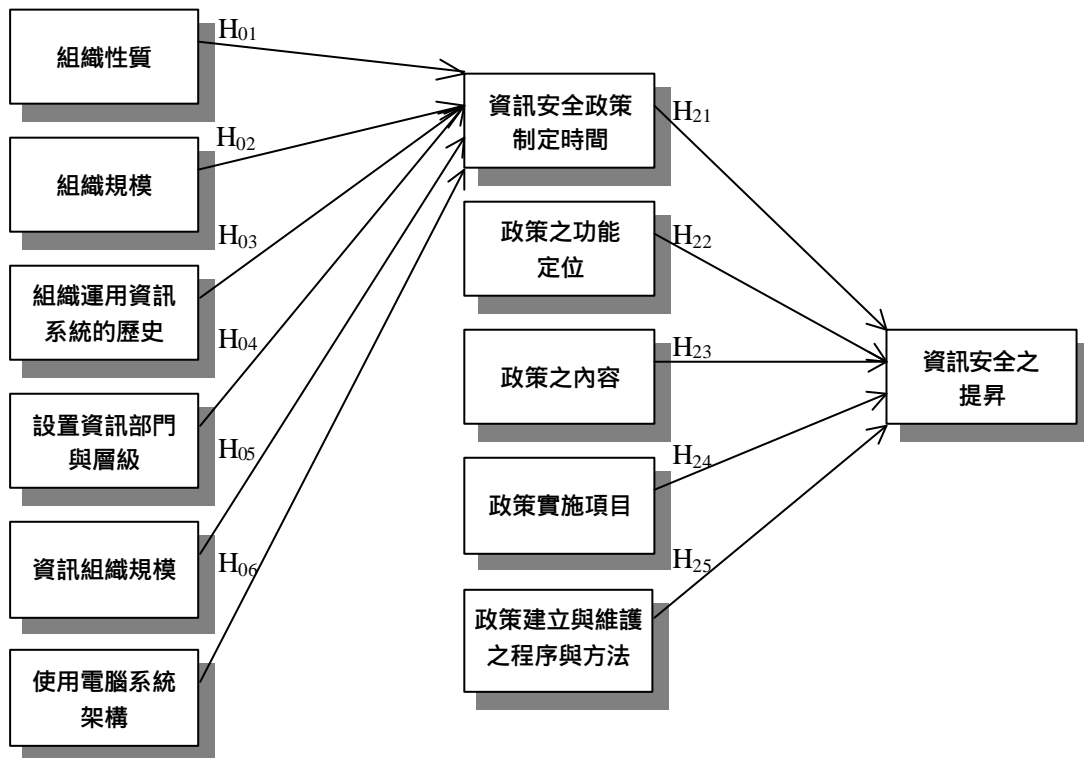 組織性質
H01
組織規模
H02
組織運用資訊
系統的歷史
H03
設置資訊部門
與層級
H04
資訊組織規模
H05
使用電腦系統
架構
H06
資訊安全政策
制定時間
H21
政策之功能
定位
H22
政策之內容
H23
政策實施項目
H24
政策建立與維護
之程序與方法
H25
資訊安全之
提昇